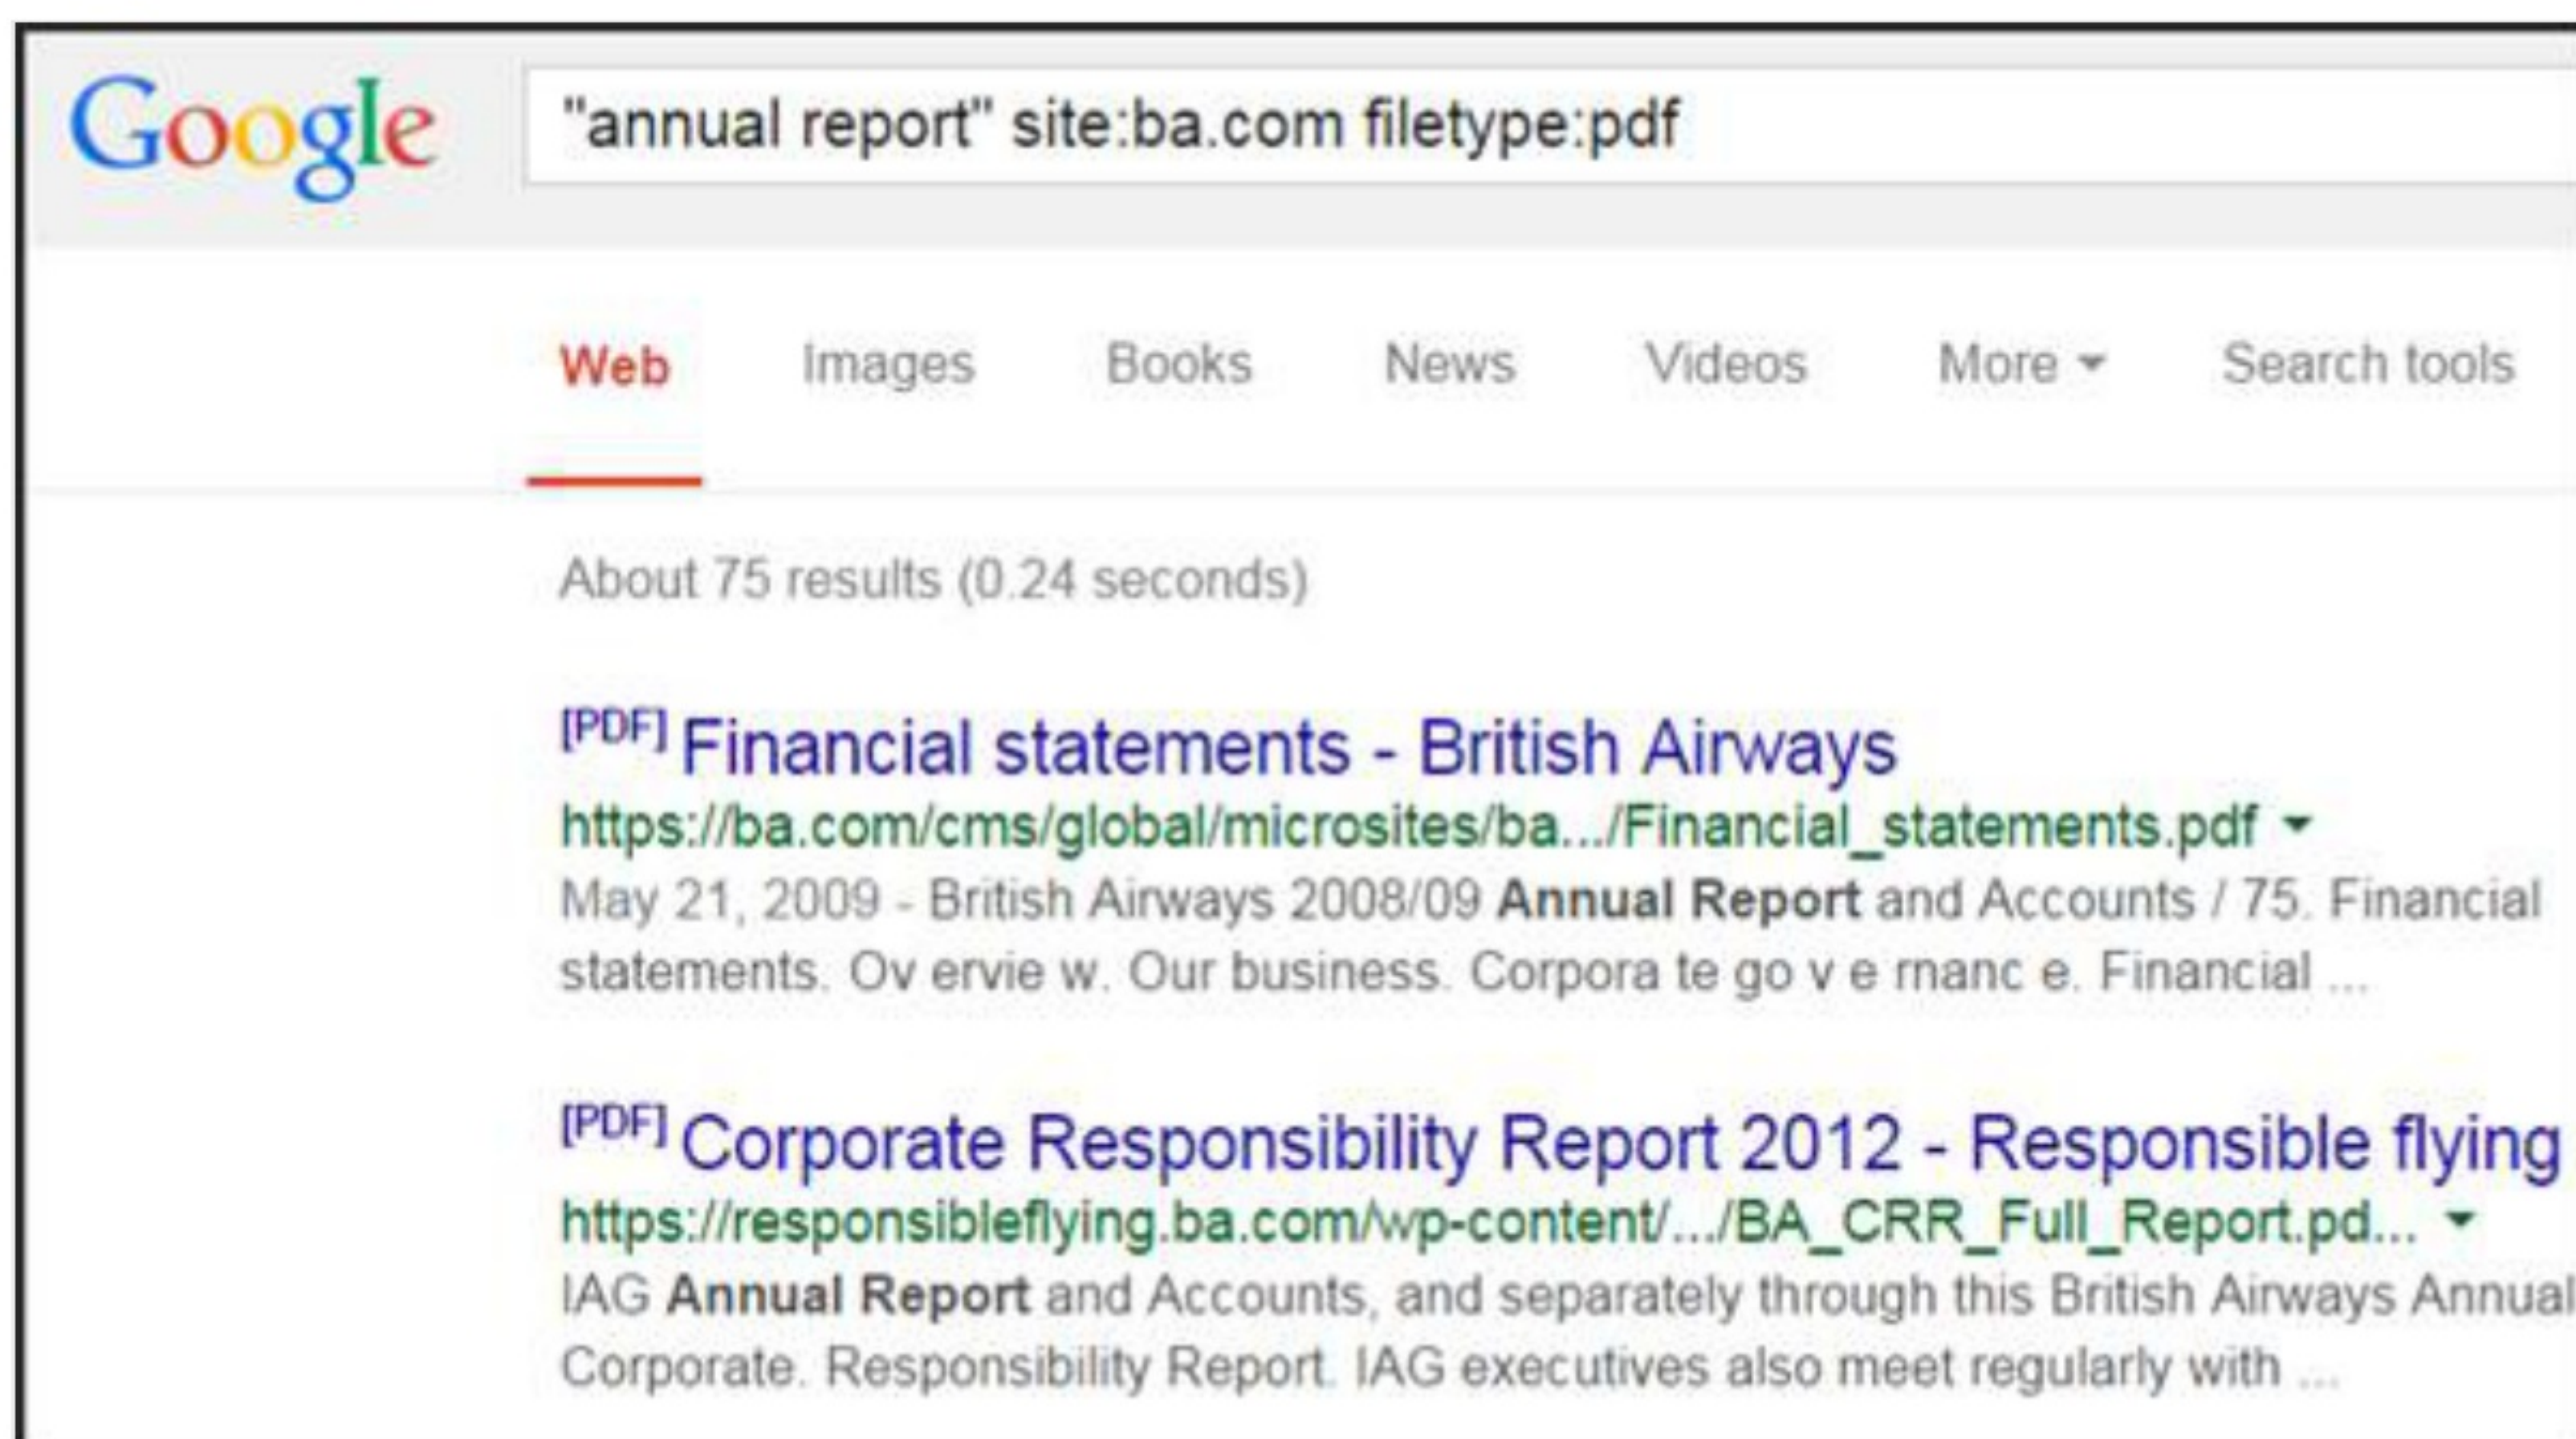 Google "annual report" site:ba.com filetype:pdf
Web Images Books News Videos More Search tools
About 75 results (0.24 seconds)
[PDF] Financial statements - British Airways
https://ba.com/cms/global/microsites/ba.../Financial_statements.pdf
May 21, 2009 - British Airways 2008/09 Annual Report and Accounts / 75. Financial
statements. Ov ervie w. Our business. Corpora te go v e rnanc e. Financial ...
[PDF] Corporate Responsibility Report 2012 - Responsible flying
https://responsibleflying.ba.com/wp-content/.../BA_CRR_Full_Report.pd...
IAG Annual Report and Accounts, and separately through this British Airways Annual
Corporate. Responsibility Report. IAG executives also meet regularly with ...